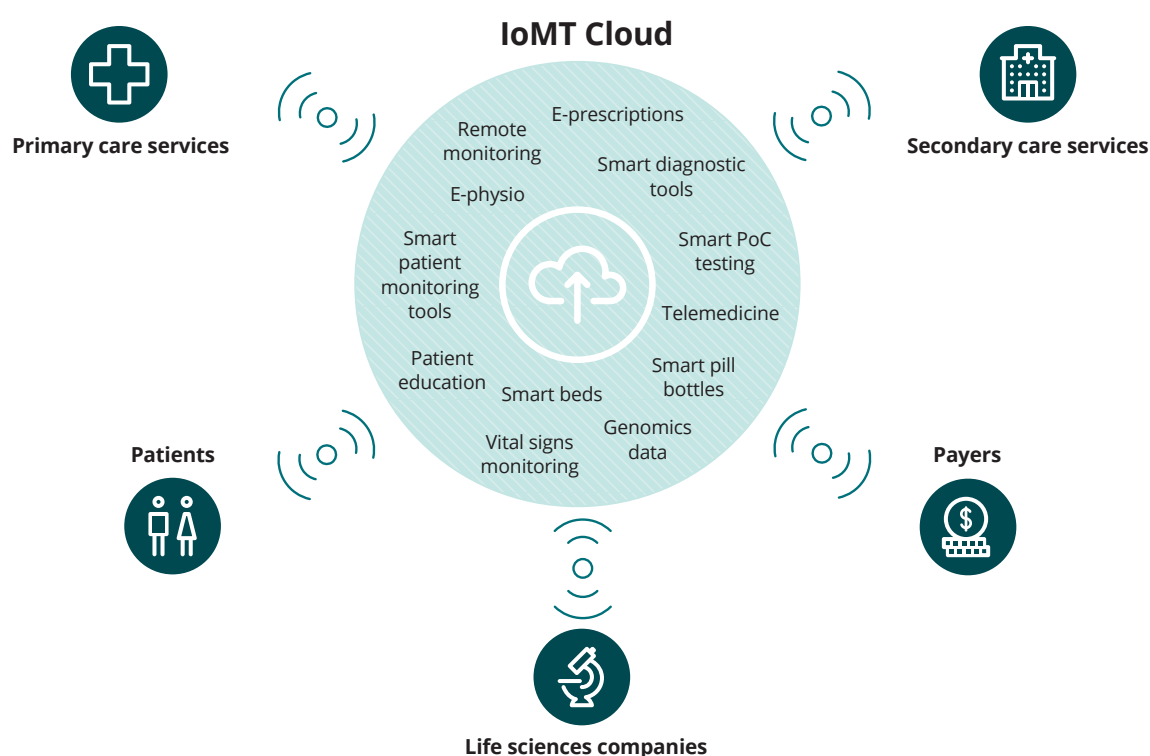 IoMT Cloud
Primary care services
Secondary care services
E-prescriptions
Remote
monitoring
Smart diagnostic
tools
E-physio
Smart
patient
monitoring
tools
Smart PoC
testing
Telemedicine
Patient
education
Smart pill
bottles
Smart beds
Genomics
data
Vital signs
monitoring
Patients
Payers
$
Life sciences companies